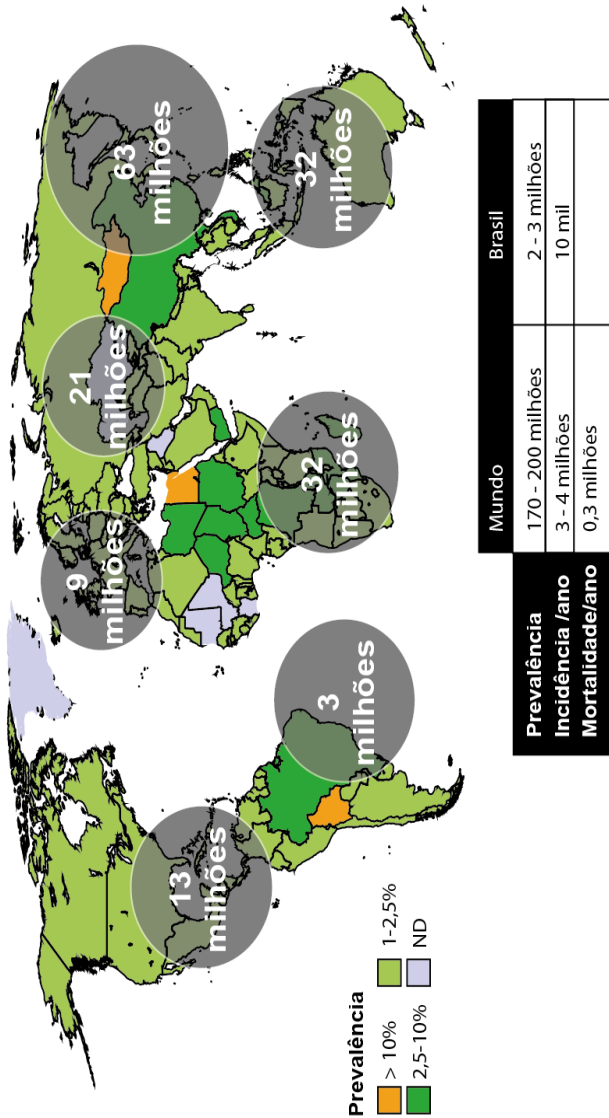 13
milhões
3
milhões
9
milhões
21
milhões
32
milhões
63
milhões
32
milhões
Prevalência
> 10% 1-2,5%
2,5-10% ND
Mundo Brasil
Prevalência 170 - 200 milhões 2 - 3 milhões
Incidência /ano 3 - 4 milhões 10 mil
Mortalidade/ano 0,3 milhões